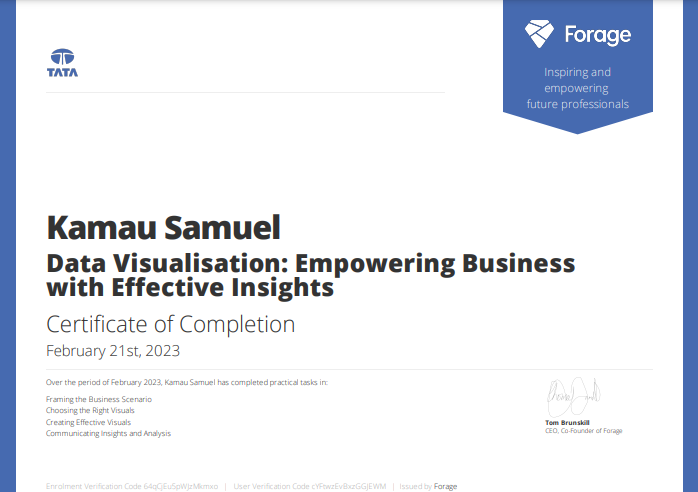 TATA
Forage
Inspiring and
empowering
future professionals
Kamau Samuel
Data Visualisation: Empowering Business
with Effective Insights
Certificate of Completion
February 21st, 2023
Over the period of February 2023, Kamau Samuel has completed practical tasks in:
Framing the Business Scenario
Choosing the Right Visuals
Creating Effective Visuals
Communicating Insights and Analysis
Tom Brunskill
CEO, Co-Founder of Forage
Enrolment Verification Code | User Verification Code | Issued by Forage